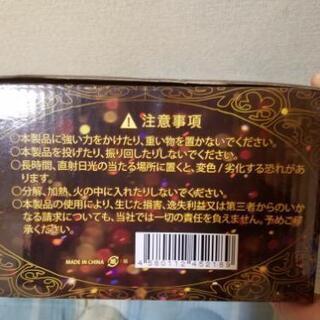 ⚠ 注意事項
○本製品に強い力をかけたり、重い物を置かないでください。
○本製品を投げたり、振り回したりしないでください。
○長時間、直射日光の当たる場所に置くと、変色/劣化する恐れがあ
ります。
○分解、加熱、火の中に入れたりしないでください。
○本製品の使用により、生じた損害、逸失利益又は第三者からのいか
なる請求についても、当社では一切の責任を負えません。予めご了
承ください。
MADE IN CHINA
4580112452189